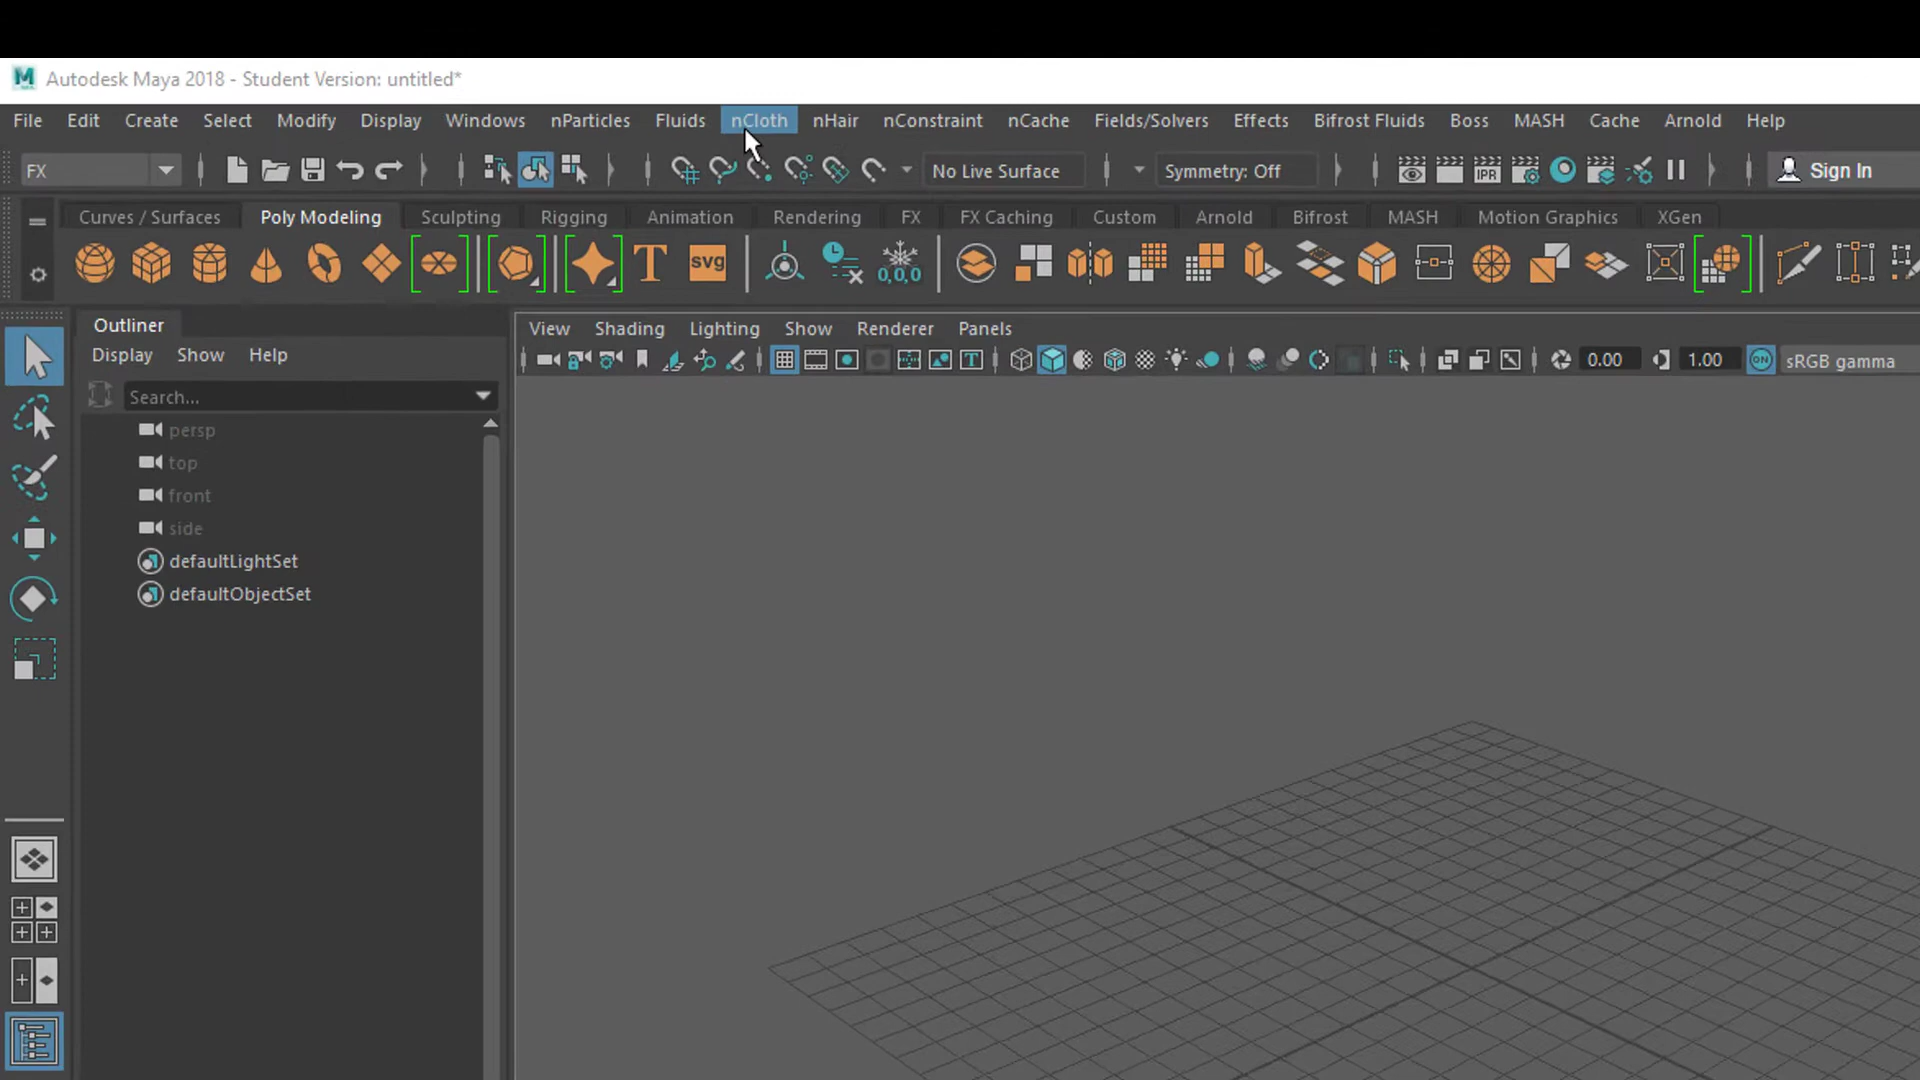 Autodesk Maya 2018 - Student Version: untitled*
File Edit Create Select Modify Display Windows nParticles Fluids nCloth nHair nConstraint nCache Fields/Solvers Effects Bifrost Fluids Boss MASH Cache Arnold Help
FX No Live Surface Symmetry: Off IPR Sign In
Curves / Surfaces Poly Modeling Sculpting Rigging Animation Rendering FX FX Caching Custom Arnold Bifrost MASH Motion Graphics XGen
T svg 0,0,0
Outliner
Display Show Help
View Shading Lighting Show Renderer Panels
T 0.00 1.00 ON sRGB gamma
Search...
persp
top
front
side
defaultLightSet
defaultObjectSet